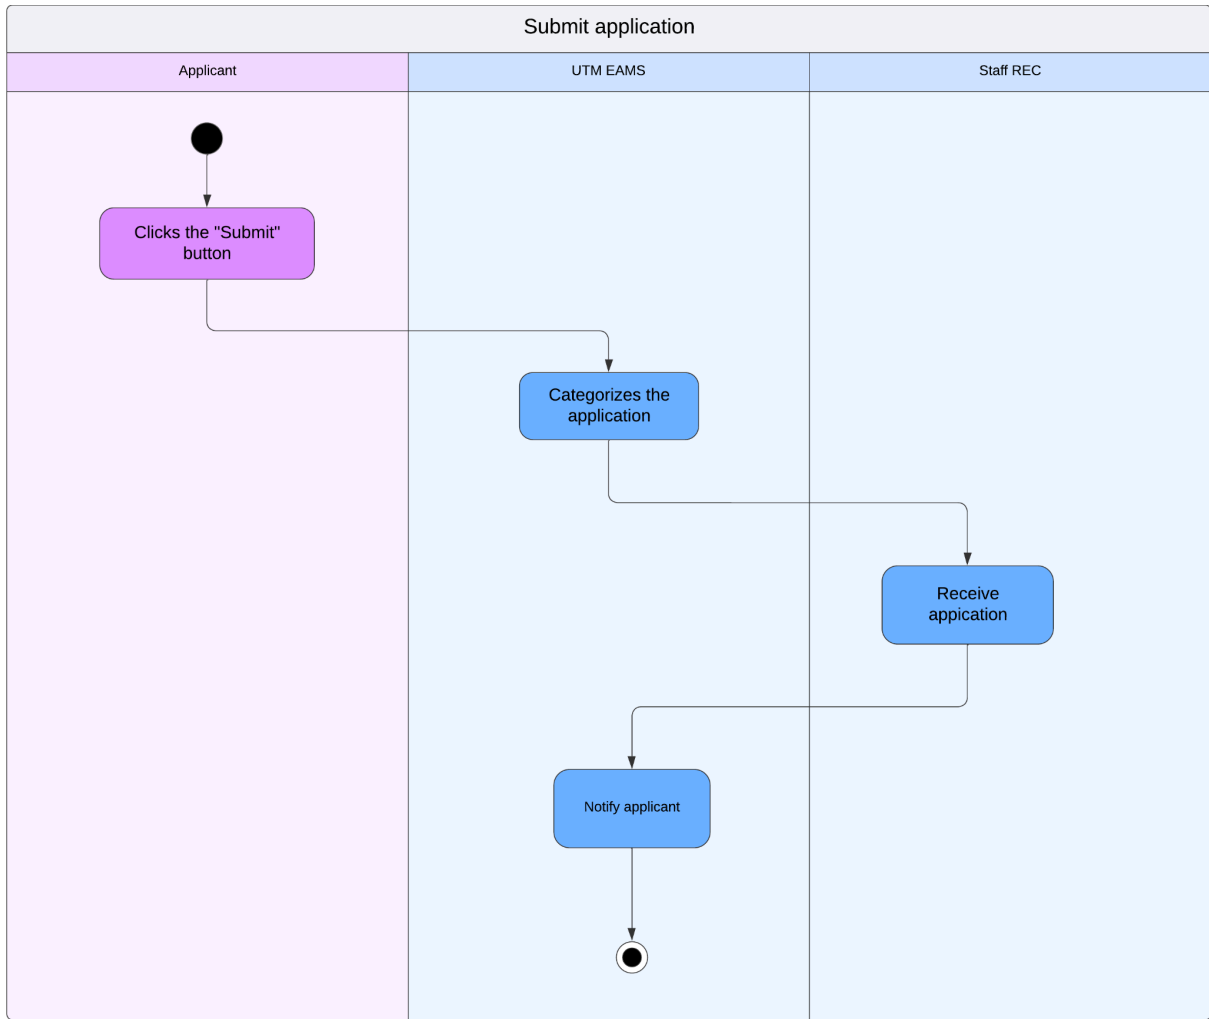 Submit application
Applicant
UTM EAMS
Staff REC
Clicks the "Submit"
button
Categorizes the
application
Receive
appication
Notify applicant